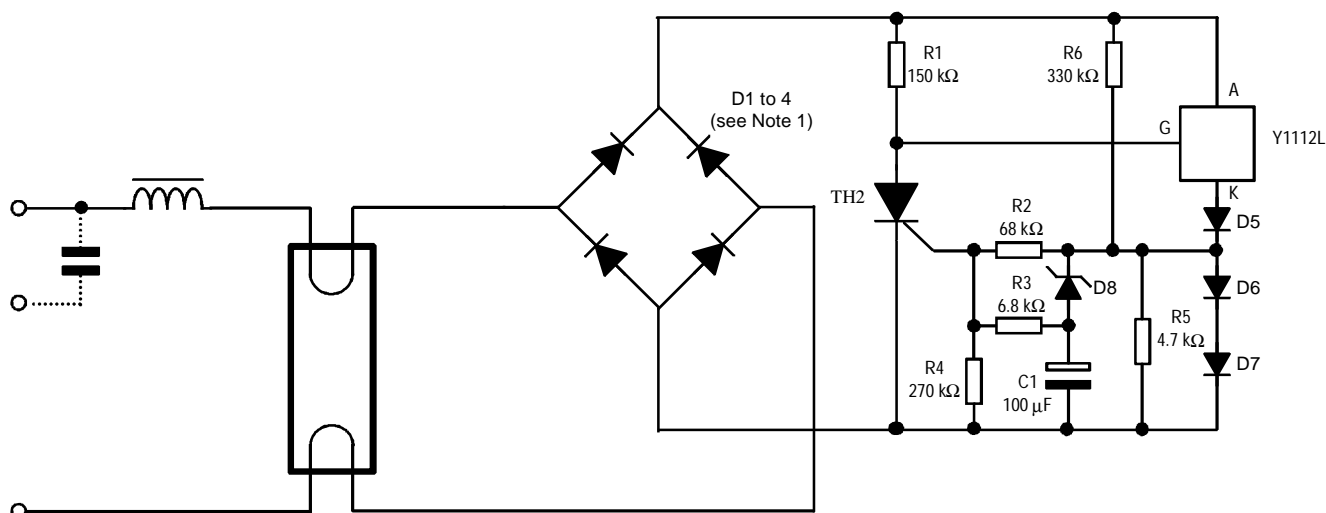 R1
150 kΩ
R6
330 kΩ
D1 to 4
(see Note 1)
A
G
Y1112L
K
TH2
D5
R2
68 kΩ
D8
D6
R3
6.8 kΩ
R5
4.7 kΩ
D7
R4
270 kΩ
C1
100 μF